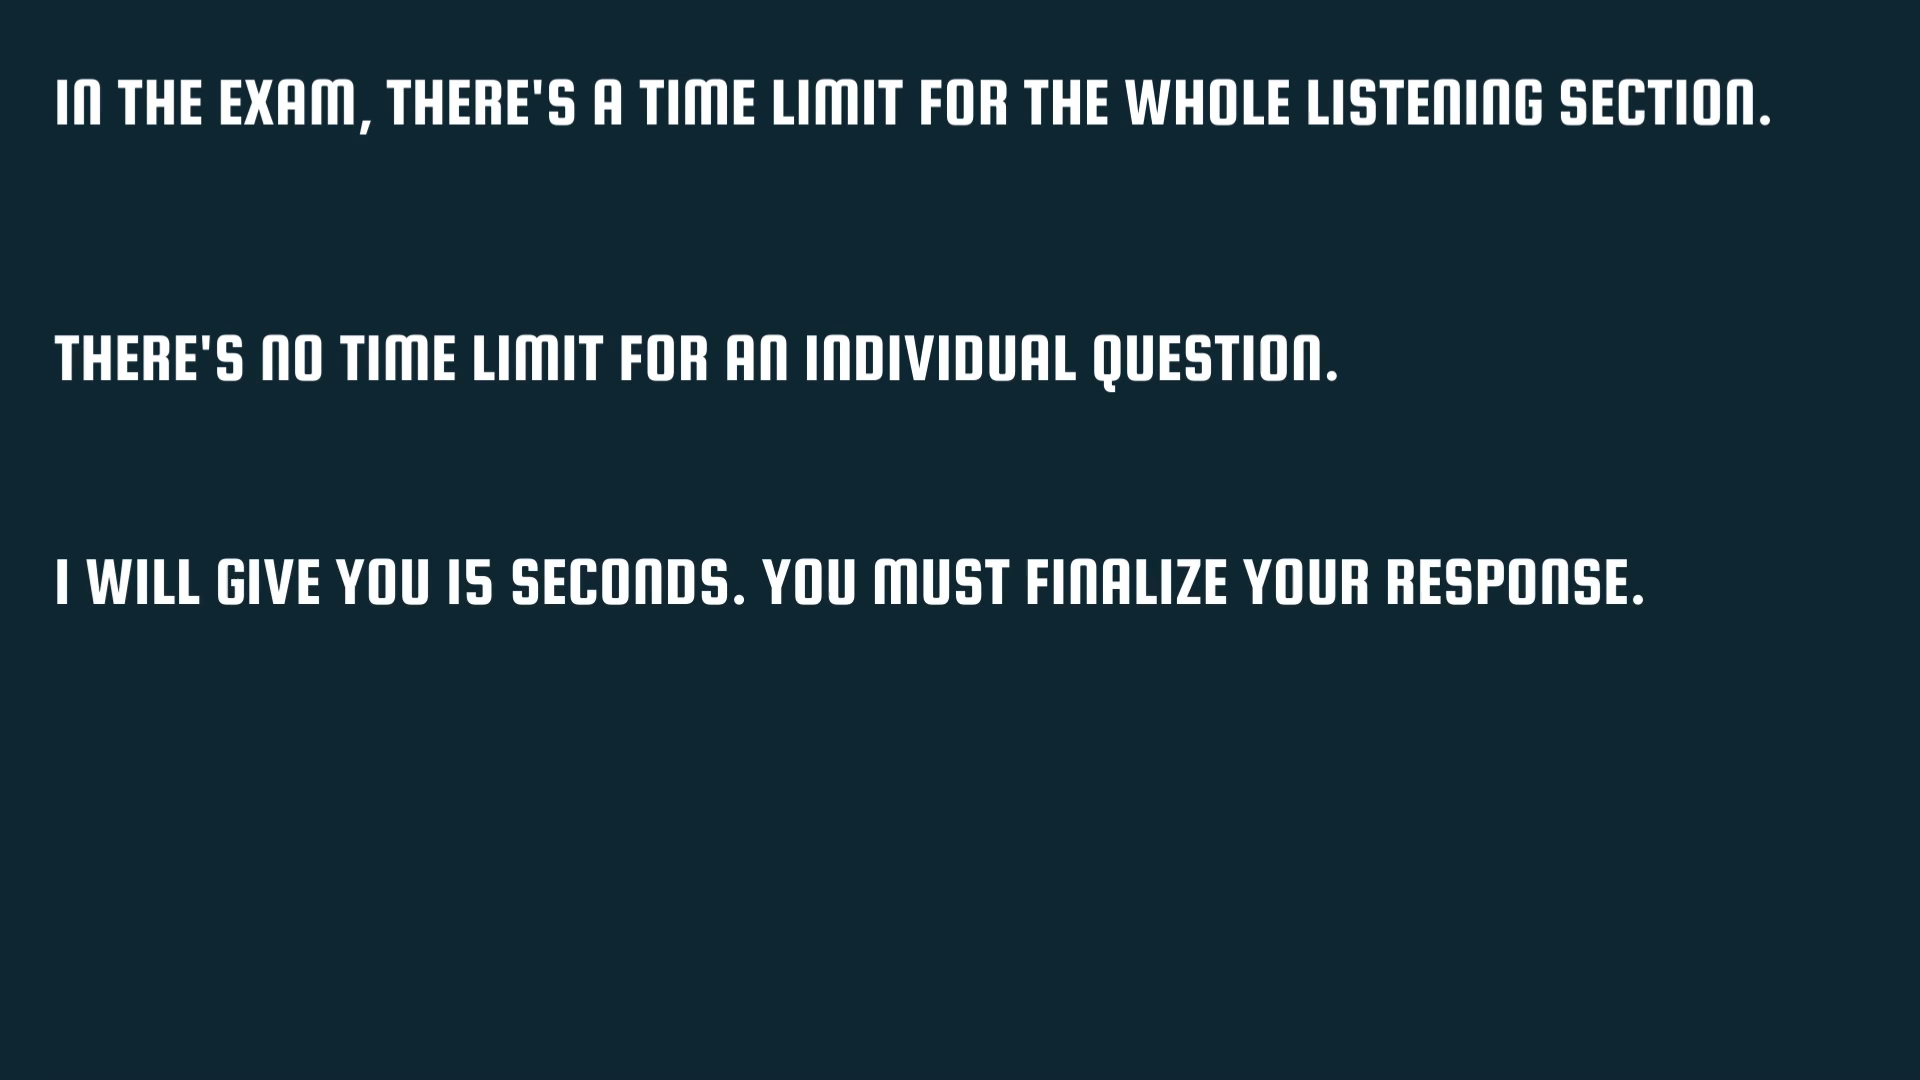 IN THE EXAM, THERE'S A TIME LIMIT FOR THE WHOLE LISTENING SECTION.
THERE'S NO TIME LIMIT FOR AN INDIVIDUAL QUESTION.
I WILL GIVE YOU 15 SECONDS. YOU MUST FINALIZE YOUR RESPONSE.